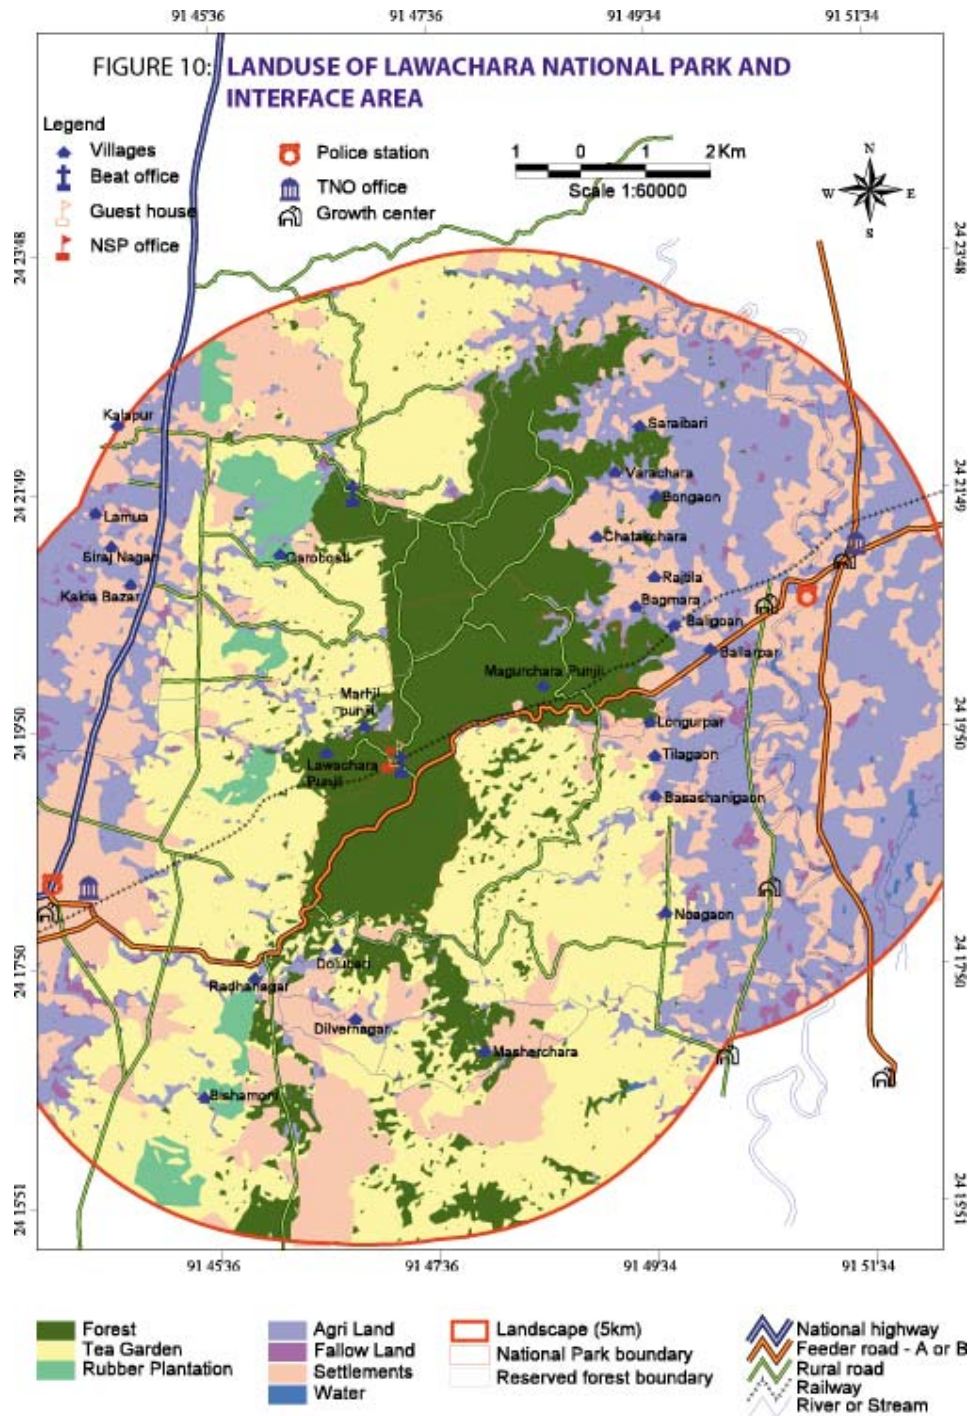 91 45'36 91 47'36 91 49'34 91 51'34
FIGURE 10: LANDUSE OF LAWACHARA NATIONAL PARK AND
INTERFACE AREA
Legend
Villages
Beat office
Guest house
NSP office
Police station
TNO office
Growth center
1 0 1 2 Km
Scale 1:60000
N
W E
S
24 23'48 24 23'48
Kalapur
Saraibari
Varachara
24 21'49 24 21'49
Bongaon
Lamua
Chatakchara
Siraj Nagar
Garobosti
Rajtila
Kakia Bazar
Bagmara
Baligoan
Ballarpar
Magurchara Punji
Marhil
punji
Longurpar
24 19'50 24 19'50
Tilagaon
Lawachara
Punji
Basashanigaon
Noagaon
24 17'50 24 17'50
Dolubari
Radhanagar
Dilvernagar
Masherchara
Bishamoni
24 15'51 24 15'51
91 45'36 91 47'36 91 49'34 91 51'34
Forest
Tea Garden
Rubber Plantation
Agri Land
Fallow Land
Settlements
Water
Landscape (5km)
National Park boundary
Reserved forest boundary
National highway
Feeder road - A or B
Rural road
Railway
River or Stream